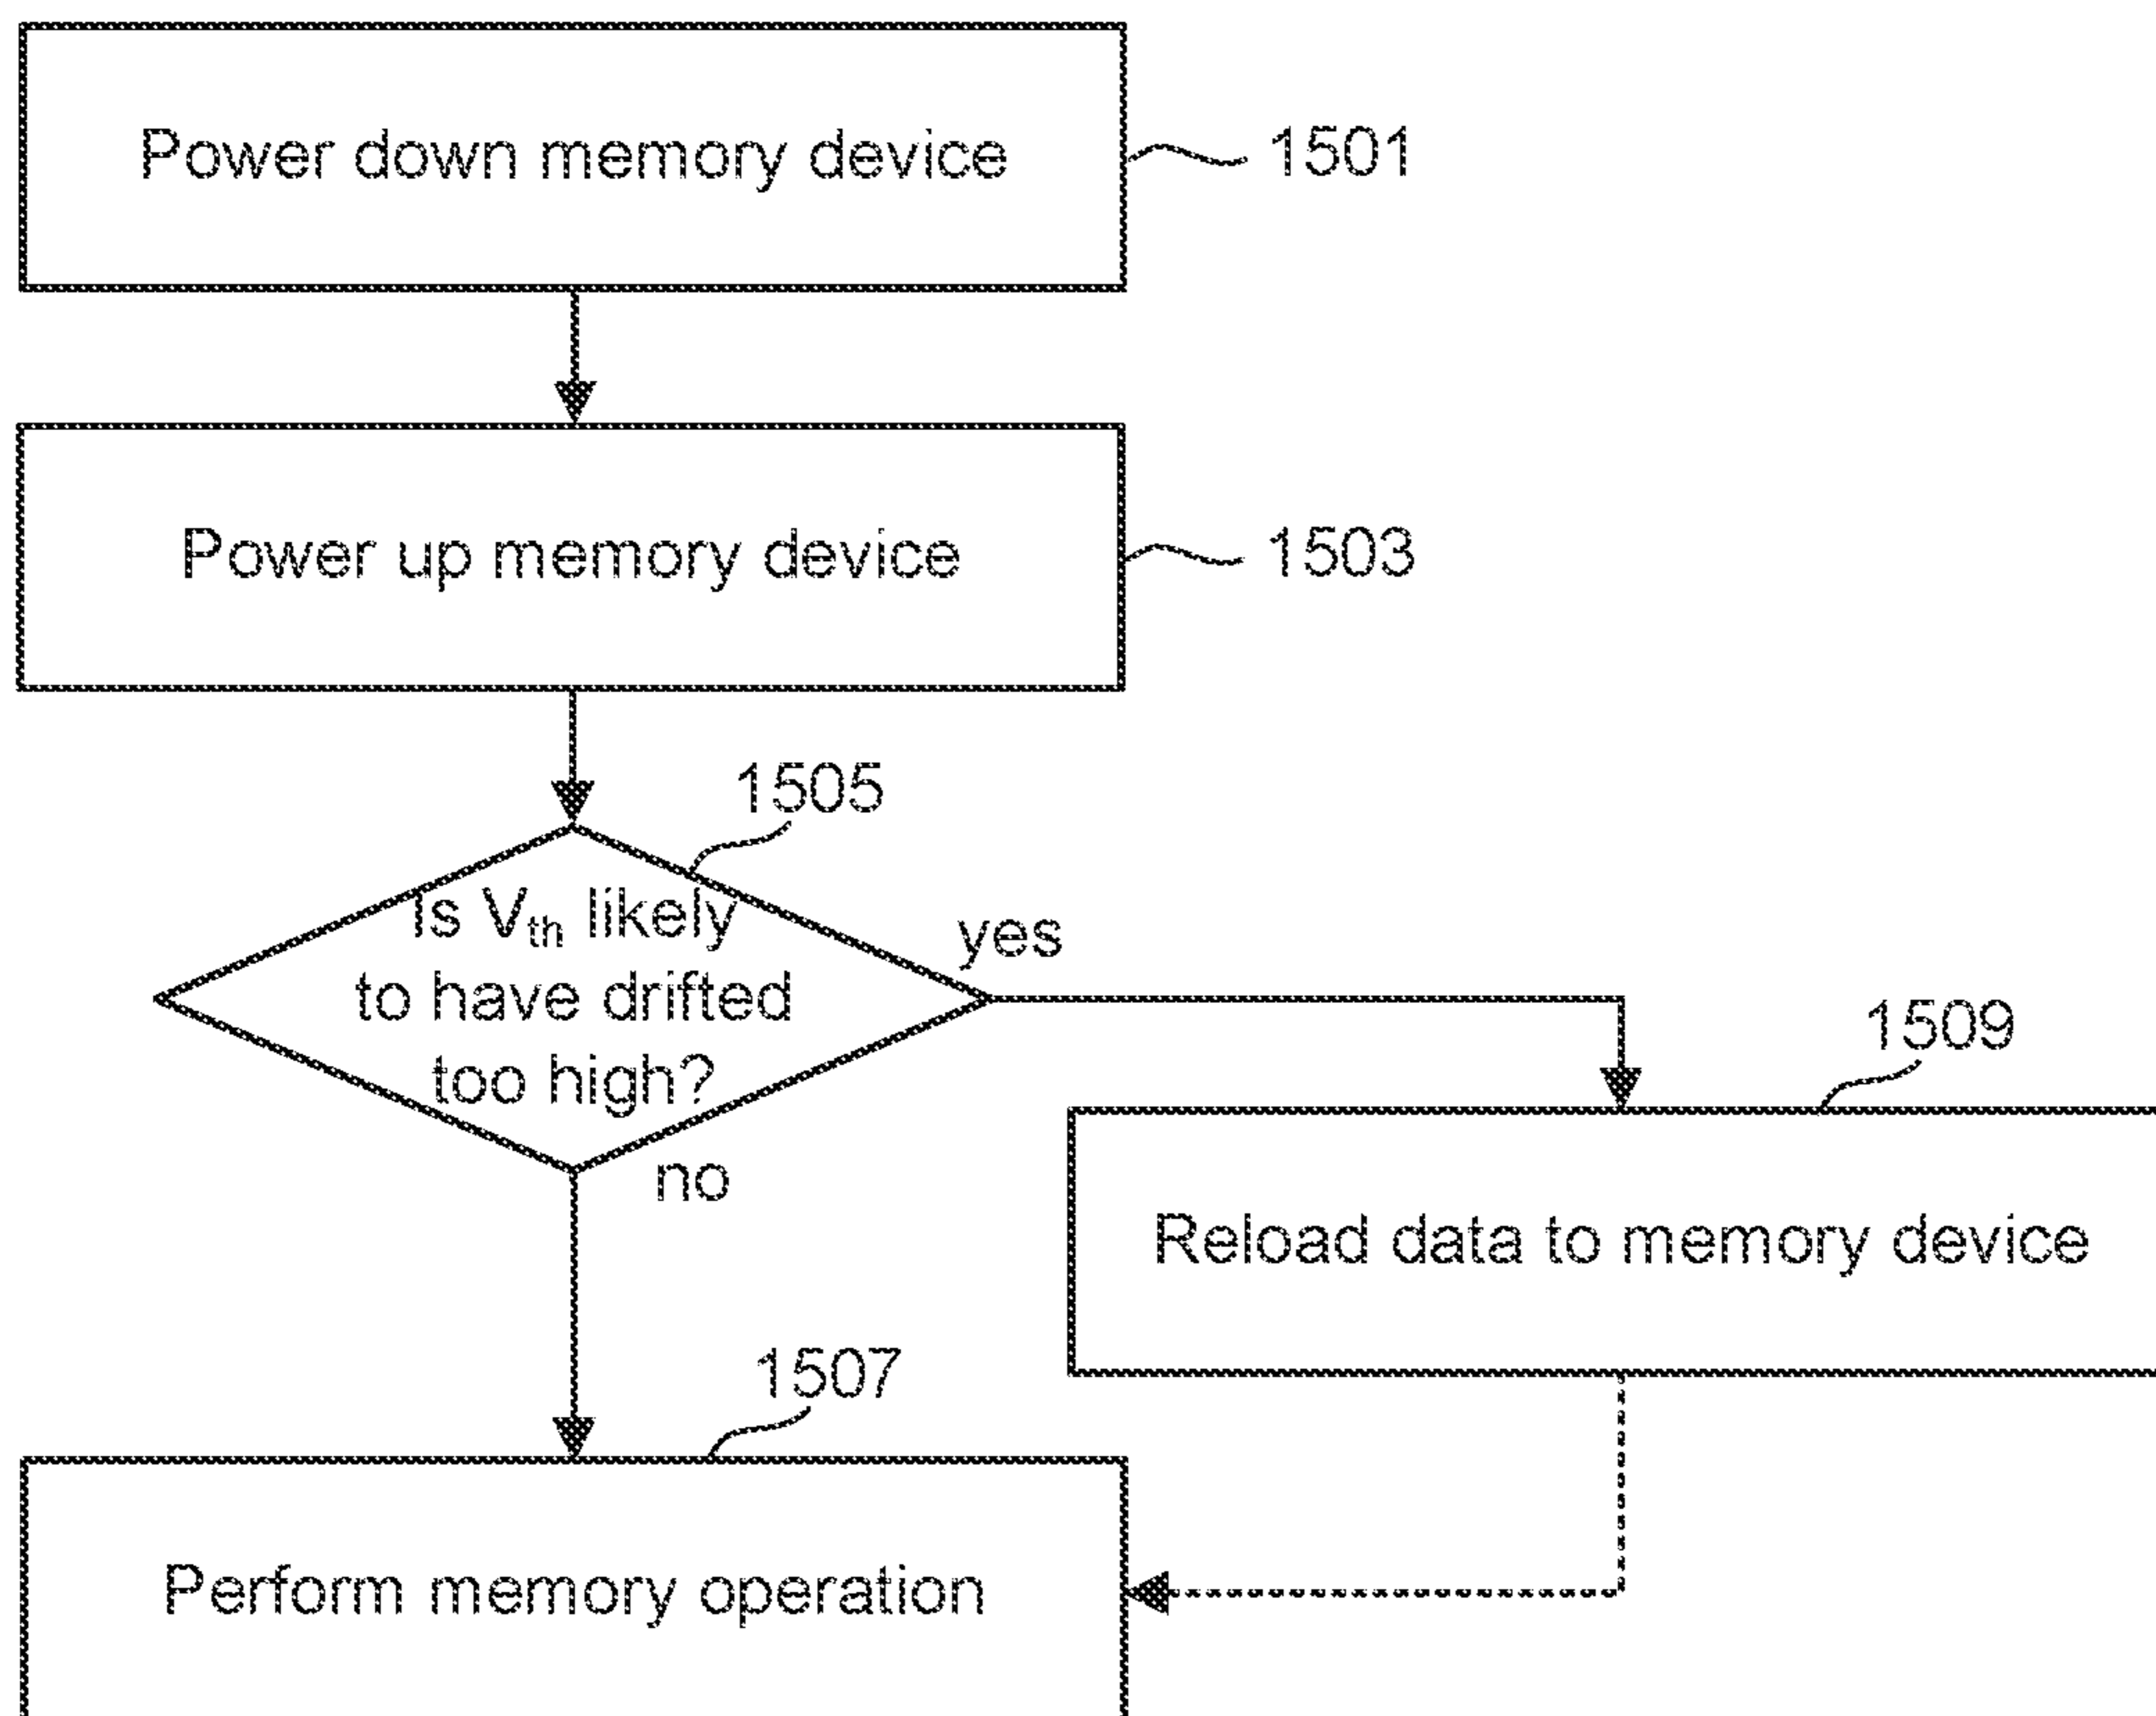 Power down memory device
1501
Power up memory device
1503
1505
Is Vth likely
to have drifted
too high?
yes
no
1509
Reload data to memory device
1507
Perform memory operation